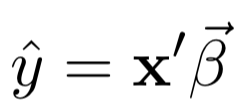 ŷ = 𝐱′β⃗